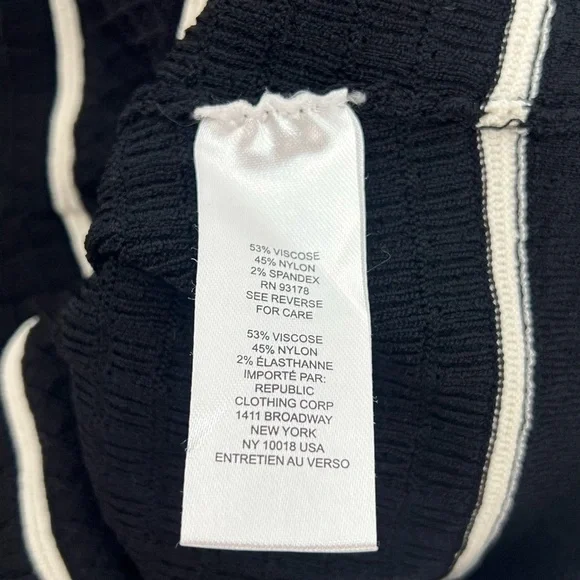 53% VISCOSE
45% NYLON
2% SPANDEX
RN 93178
SEE REVERSE
FOR CARE
53% VISCOSE
45% NYLON
2% ÉLASTHANNE
IMPORTÉ PAR:
REPUBLIC
CLOTHING CORP
1411 BROADWAY
NEW YORK
NY 10018 USA
ENTRETIEN AU VERSO